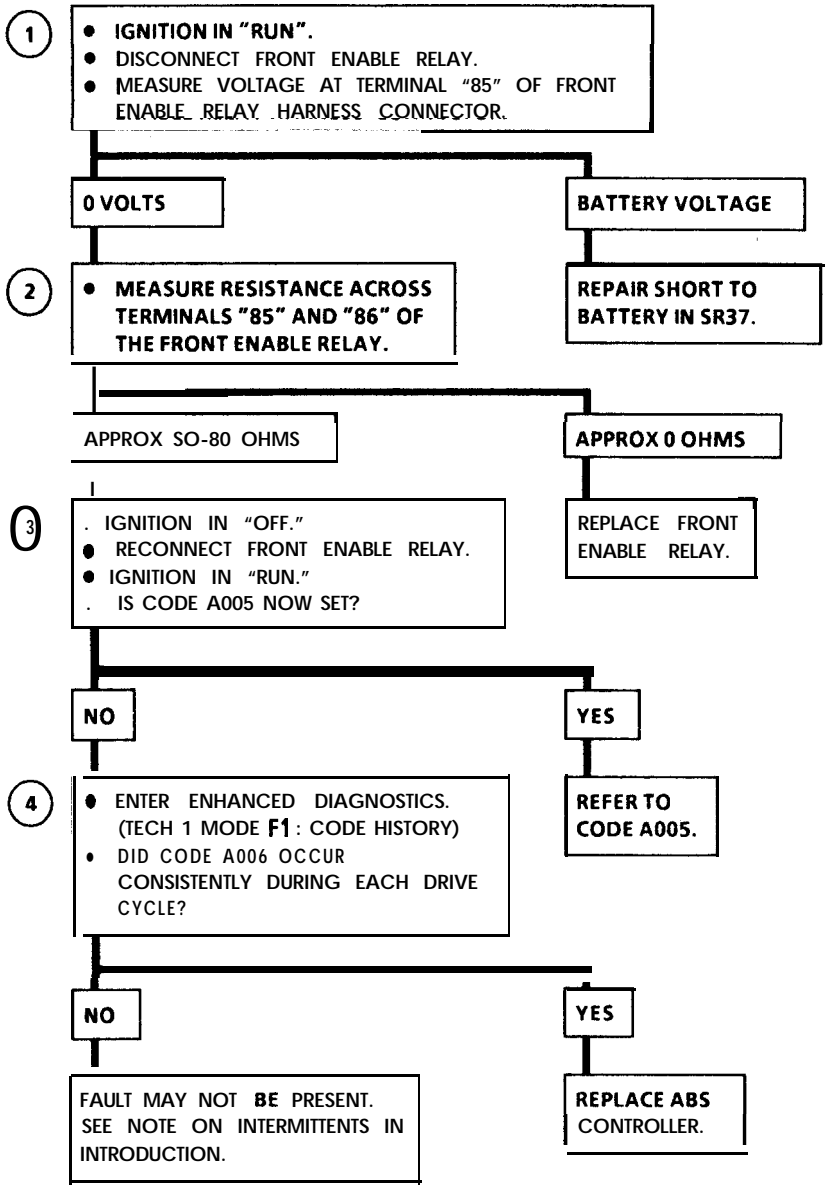 1
● IGNITION IN "RUN".
● DISCONNECT FRONT ENABLE RELAY.
● MEASURE VOLTAGE AT TERMINAL "85" OF FRONT
ENABLE RELAY HARNESS CONNECTOR.
0 VOLTS
BATTERY VOLTAGE
2
● MEASURE RESISTANCE ACROSS
TERMINALS "85" AND "86" OF
THE FRONT ENABLE RELAY.
REPAIR SHORT TO
BATTERY IN SR37.
APPROX SO-80 OHMS
APPROX 0 OHMS
3
. IGNITION IN "OFF."
● RECONNECT FRONT ENABLE RELAY.
● IGNITION IN "RUN."
. IS CODE A005 NOW SET?
REPLACE FRONT
ENABLE RELAY.
NO
YES
4
● ENTER ENHANCED DIAGNOSTICS.
(TECH 1 MODE F1 : CODE HISTORY)
● DID CODE A006 OCCUR
CONSISTENTLY DURING EACH DRIVE
CYCLE?
REFER TO
CODE A005.
NO
YES
FAULT MAY NOT BE PRESENT.
SEE NOTE ON INTERMITTENTS IN
INTRODUCTION.
REPLACE ABS
CONTROLLER.